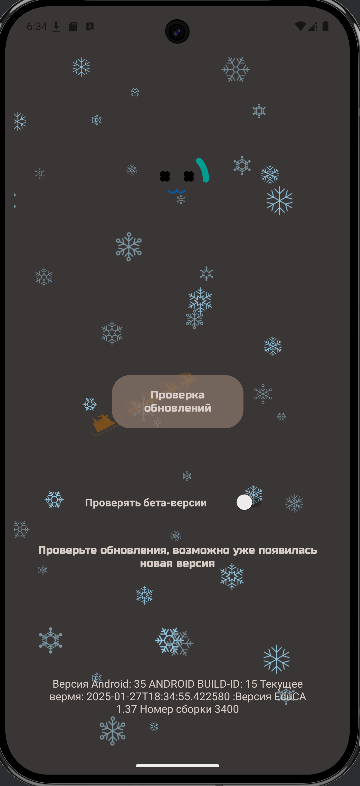 6:34
Проверка
обновлений
Проверять бета-версии
Проверьте обновления, возможно уже появилась
новая версия
Версия Android: 35 ANDROID BUILD-ID: 15 Текущее
вермя: 2025-01-27T18:34:55.422580 :Версия EduCA
1.37 Номер сборки 3400